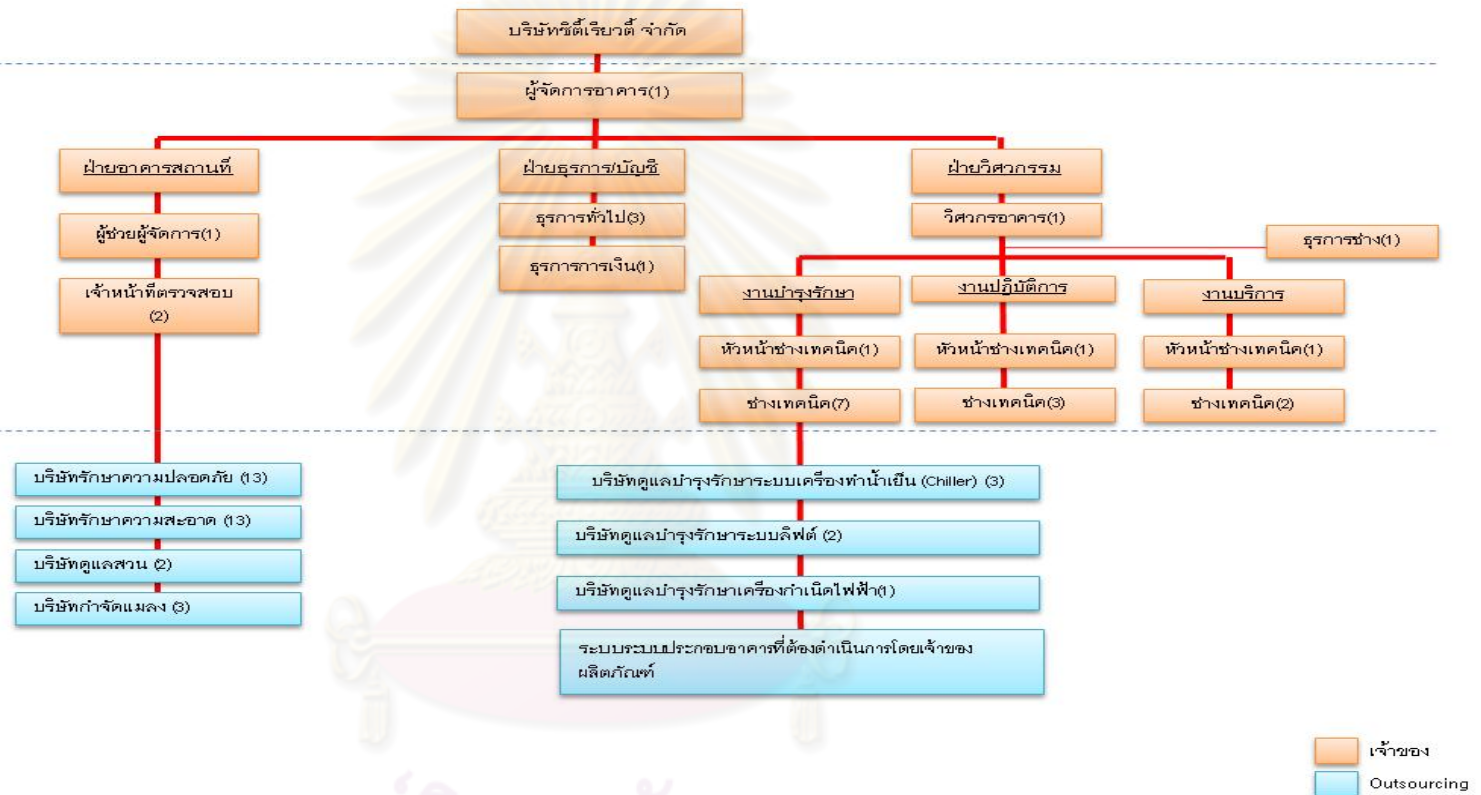 บริษัทซิตี้เรียวตี้ จำกัด
ผู้จัดการอาคาร(1)
ฝ่ายอาคารสถานที่
ผู้ช่วยผู้จัดการ(1)
เจ้าหน้าที่ตรวจสอบ
(2)
ฝ่ายธุรการ/บัญชี
ธุรการทั่วไป(3)
ธุรการการเงิน(1)
ฝ่ายวิศวกรรม
วิศวกรอาคาร(1)
ธุรการช่าง(1)
งานบำรุงรักษา
หัวหน้าช่างเทคนิค(1)
ช่างเทคนิค(7)
งานปฏิบัติการ
หัวหน้าช่างเทคนิค(1)
ช่างเทคนิค(3)
งานบริการ
หัวหน้าช่างเทคนิค(1)
ช่างเทคนิค(2)
บริษัทรักษาความปลอดภัย (13)
บริษัทรักษาความสะอาด (13)
บริษัทดูแลสวน (2)
บริษัทกำจัดแมลง (3)
บริษัทดูแลบำรุงรักษาระบบเครื่องทำน้ำเย็น (Chiller) (3)
บริษัทดูแลบำรุงรักษาระบบลิฟต์ (2)
บริษัทดูแลบำรุงรักษาเครื่องกำเนิดไฟฟ้า(1)
ระบบระบบประกอบอาคารที่ต้องดำเนินการโดยเจ้าของ
ผลิตภัณฑ์
เจ้าของ
Outsourcing